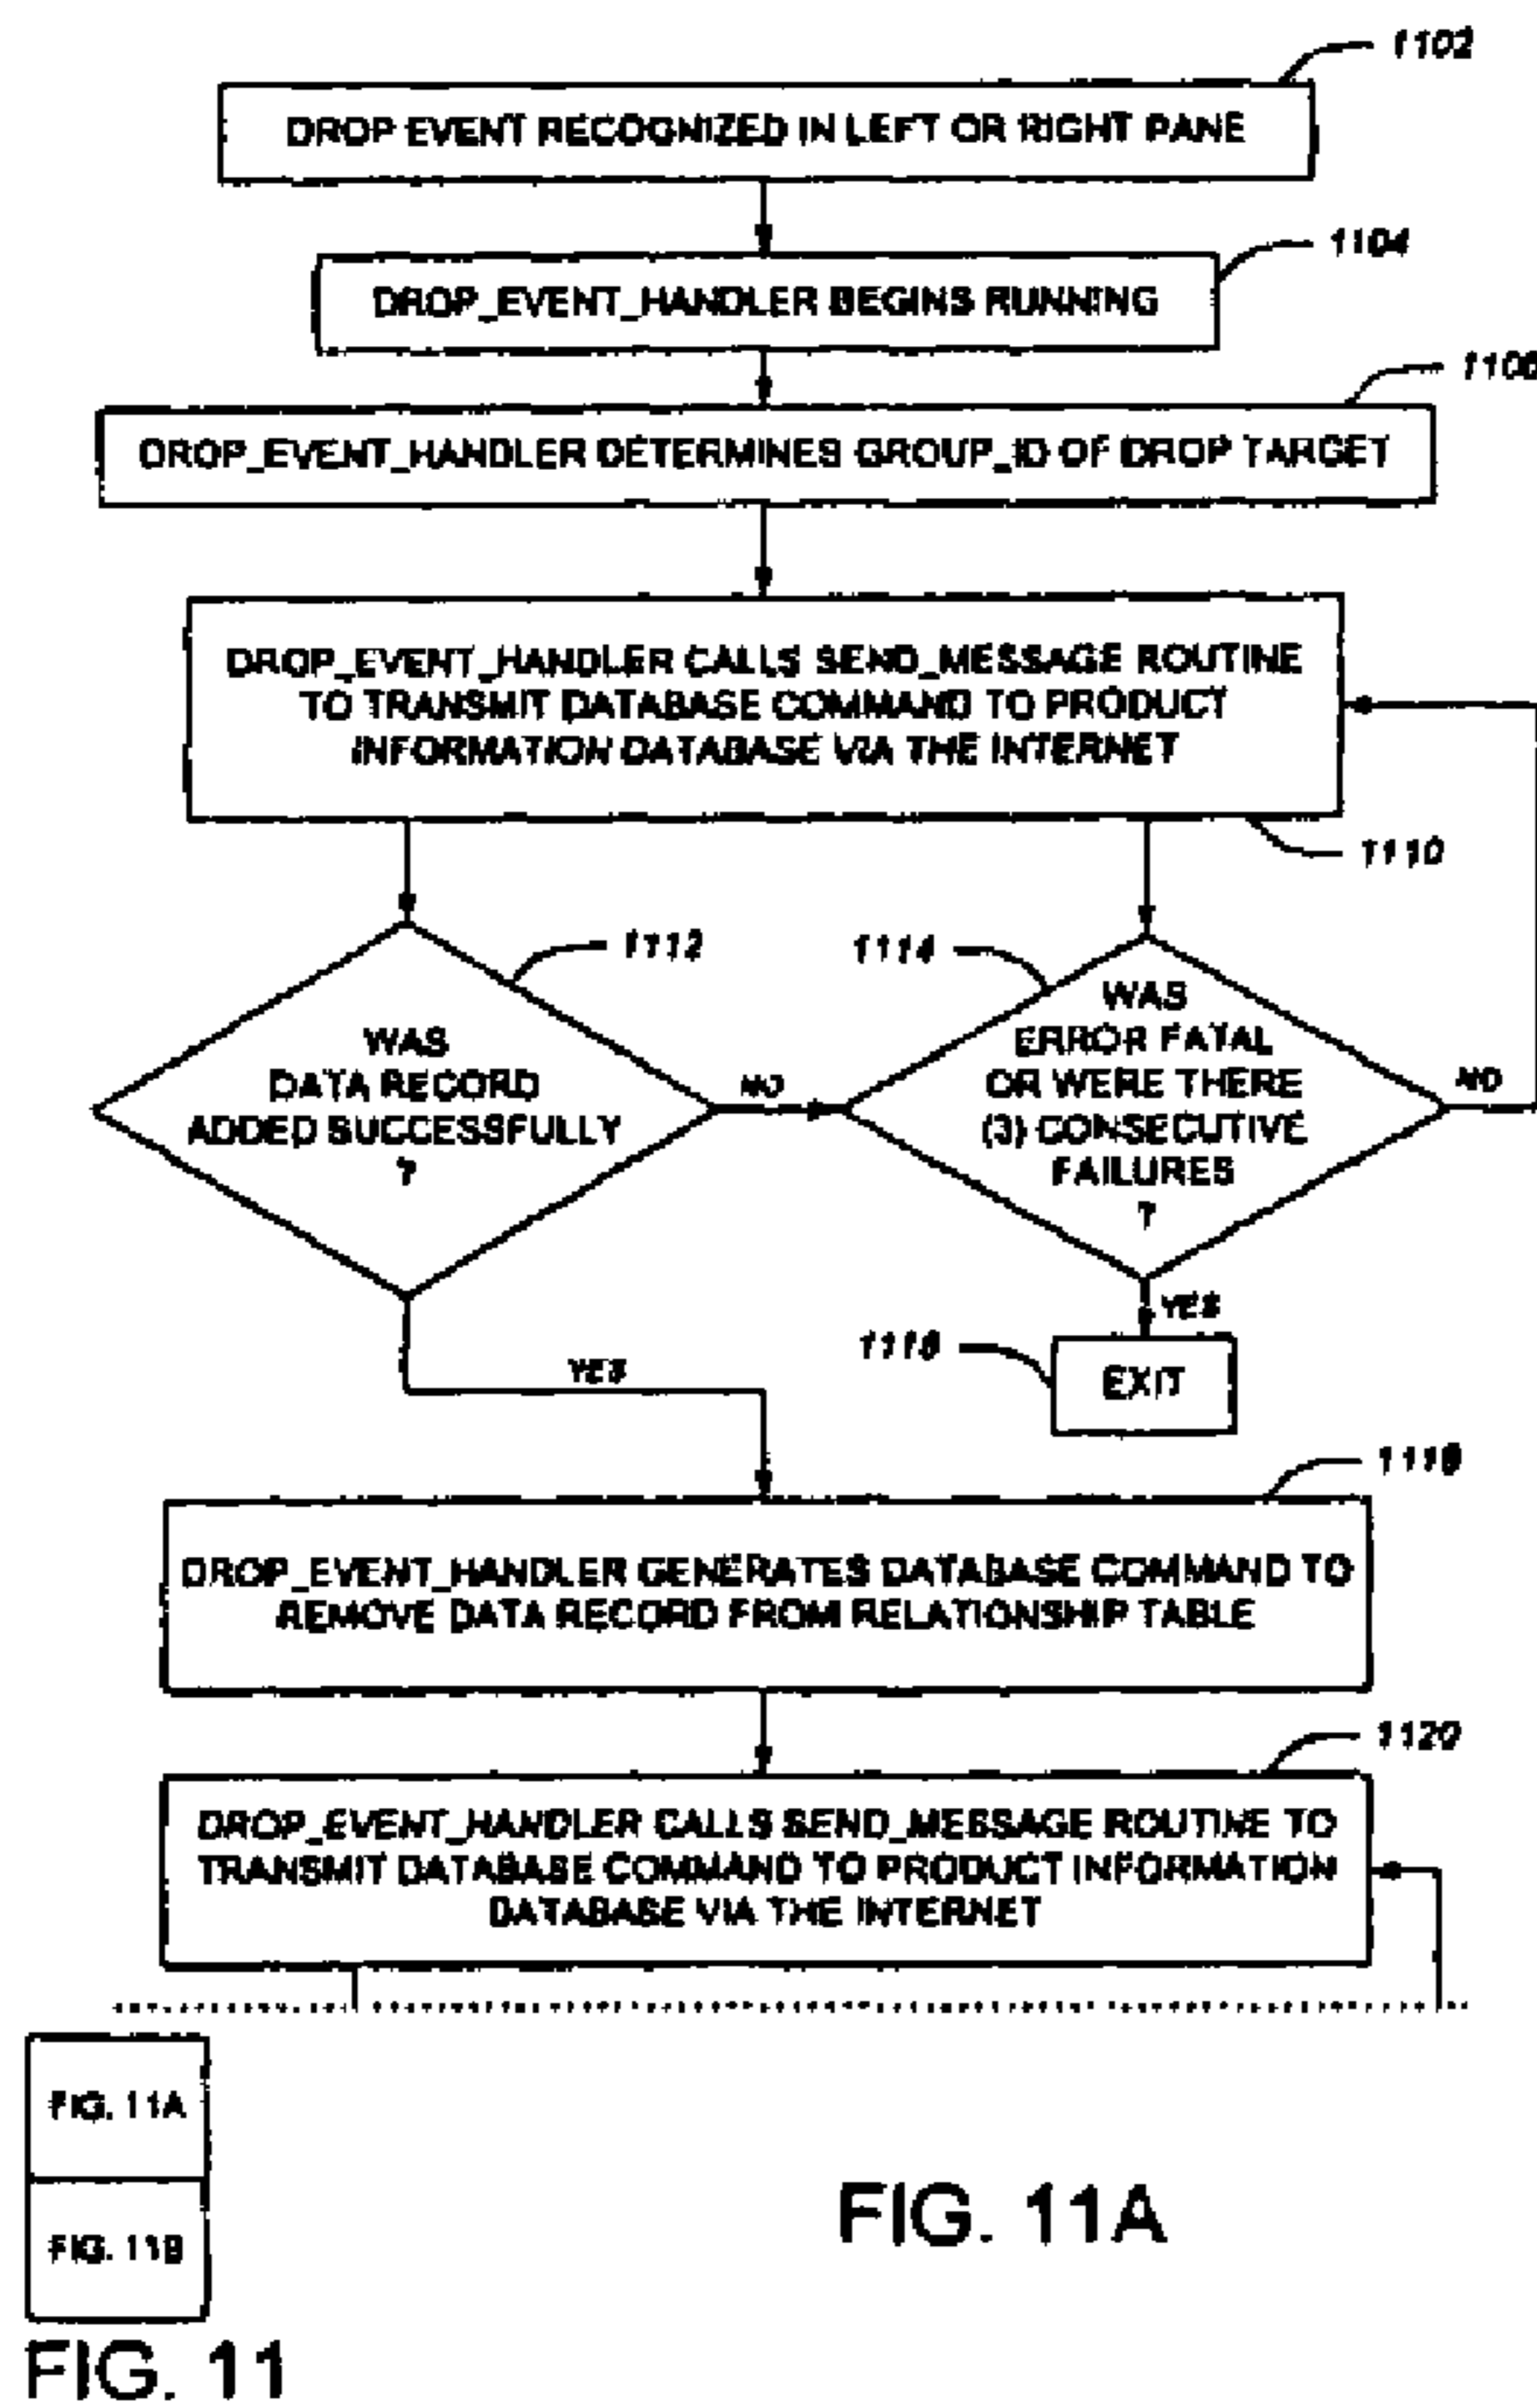 1102
DROP EVENT RECOGNIZED IN LEFT OR RIGHT PANE
1104
DROP_EVENT_HANDLER BEGINS RUNNING
1106
DROP_EVENT_HANDLER DETERMINES GROUP_ID OF DROP TARGET
DROP_EVENT_HANDLER CALLS SEND_MESSAGE ROUTINE
TO TRANSMIT DATABASE COMMAND TO PRODUCT
INFORMATION DATABASE VIA THE INTERNET
1110
1112
WAS
DATA RECORD
ADDED SUCCESSFULLY
?
NO
1114
WAS
ERROR FATAL
OR WERE THERE
(3) CONSECUTIVE
FAILURES
?
NO
YES
YES
EXIT
DROP_EVENT_HANDLER GENERATES DATABASE COMMAND TO
REMOVE DATA RECORD FROM RELATIONSHIP TABLE
1120
DROP_EVENT_HANDLER CALLS SEND_MESSAGE ROUTINE TO
TRANSMIT DATABASE COMMAND TO PRODUCT INFORMATION
DATABASE VIA THE INTERNET
FIG. 11A
FIG. 11B
FIG. 11A
FIG. 11